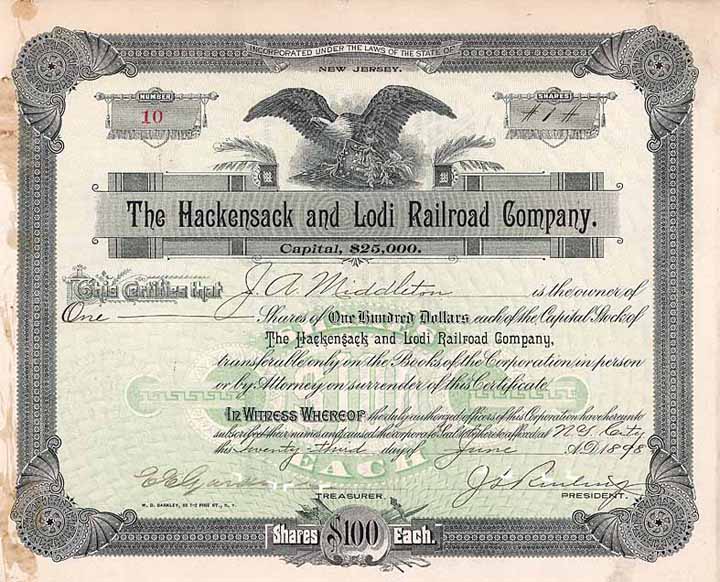 INCORPORATED UNDER THE LAWS OF THE STATE OF
NEW JERSEY.
NUMBER
10
SHARES
#1#
The Hackensack and Lodi Railroad Company.
Capital, $25,000.
This Certifies that J. A. Middleton is the owner of
One Shares of One Hundred Dollars each of the Capital Stock of
The Hackensack and Lodi Railroad Company,
transferable only on the Books of the Corporation in person
or by Attorney on surrender of this Certificate.
In Witness Whereof the duly authorized officers of this Corporation have hereunto
subscribed their names and caused the corporate Seal to be hereto affixed at N.Y. City
this Twenty third day of June A.D. 1898
TREASURER.
PRESIDENT.
SHARES
$100
EACH
Shares $100 Each.